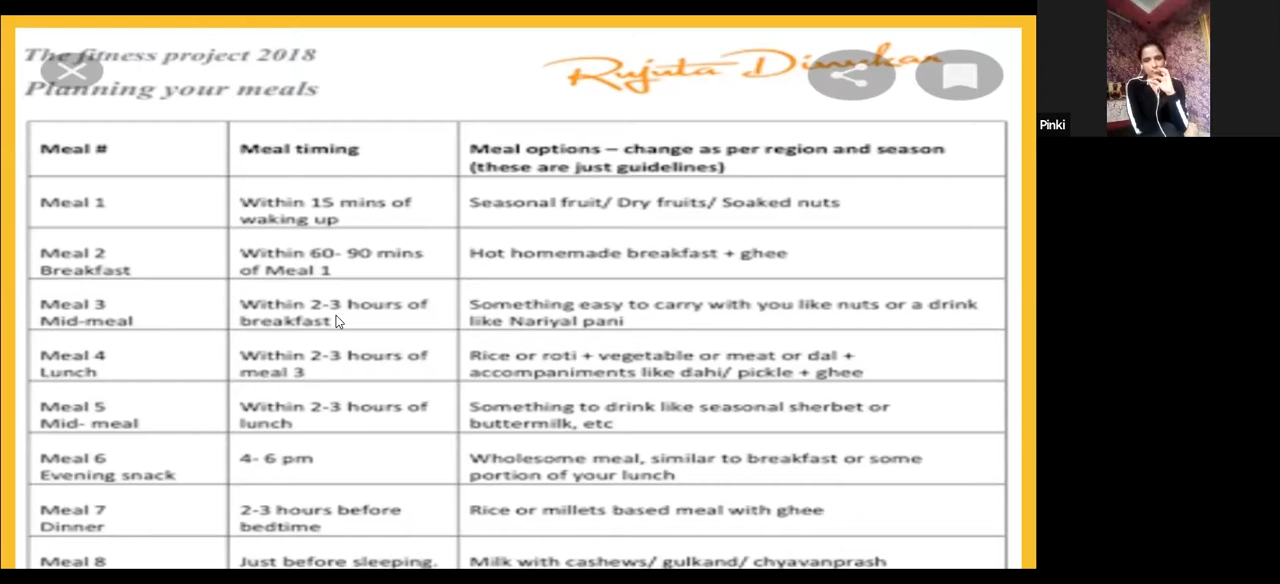 The fitness project 2018
Rujuta Diwekar
Planning your meals
Meal #
Meal timing
Meal options – change as per region and season
(these are just guidelines)
Meal 1
Within 15 mins of
waking up
Seasonal fruit/ Dry fruits/ Soaked nuts
Meal 2
Breakfast
Within 60- 90 mins
of Meal 1
Hot homemade breakfast + ghee
Meal 3
Mid-meal
Within 2-3 hours of
breakfast
Something easy to carry with you like nuts or a drink
like Nariyal pani
Meal 4
Lunch
Within 2-3 hours of
meal 3
Rice or roti + vegetable or meat or dal +
accompaniments like dahi/ pickle + ghee
Meal 5
Mid- meal
Within 2-3 hours of
lunch
Something to drink like seasonal sherbet or
buttermilk, etc
Meal 6
Evening snack
4- 6 pm
Wholesome meal, similar to breakfast or some
portion of your lunch
Meal 7
Dinner
2-3 hours before
bedtime
Rice or millets based meal with ghee
Meal 8
Just before sleeping.
Milk with cashews/ gulkand/ chyavanprash
Pinki